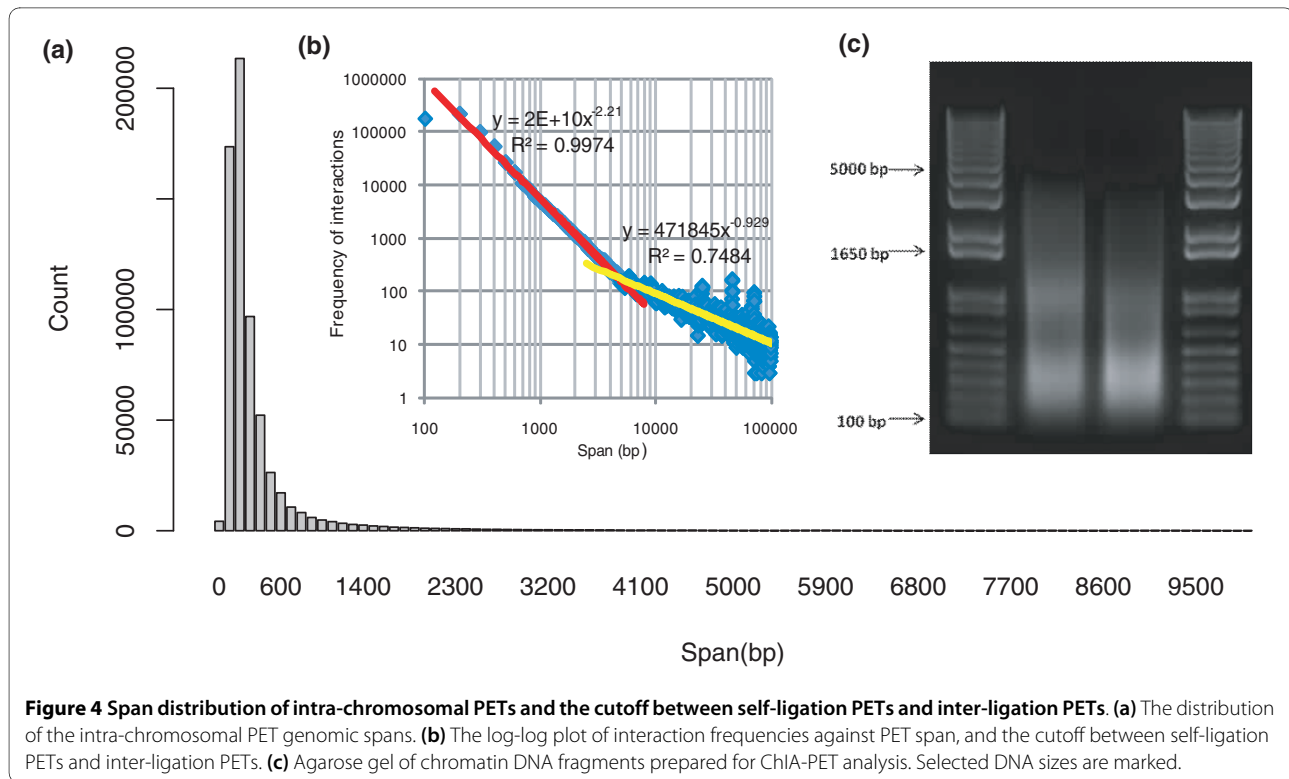 (a)
(b)
(c)
Count
200000
100000
50000
0
0 600 1400 2300 3200 4100 5000 5900 6800 7700 8600 9500
Span(bp)
Frequency of interactions
1000000
100000
10000
1000
100
10
1
y = 2E+10x^-2.21
R² = 0.9974
y = 471845x^-0.929
R² = 0.7484
100 1000 10000 100000
Span (bp)
5000 bp
1650 bp
100 bp
Figure 4 Span distribution of intra-chromosomal PETs and the cutoff between self-ligation PETs and inter-ligation PETs. (a) The distribution
of the intra-chromosomal PET genomic spans. (b) The log-log plot of interaction frequencies against PET span, and the cutoff between self-ligation
PETs and inter-ligation PETs. (c) Agarose gel of chromatin DNA fragments prepared for ChIA-PET analysis. Selected DNA sizes are marked.